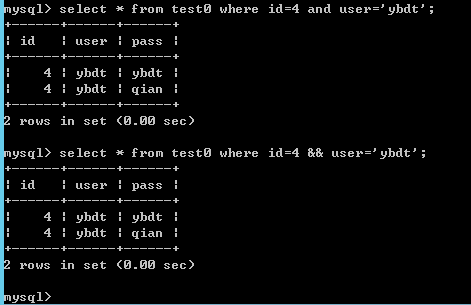 mysql> select * from test0 where id=4 and user='ybdt';
+------+------+------+
| id   | user | pass |
+------+------+------+
|    4 | ybdt | ybdt |
|    4 | ybdt | qian |
+------+------+------+
2 rows in set (0.00 sec)
mysql> select * from test0 where id=4 && user='ybdt';
+------+------+------+
| id   | user | pass |
+------+------+------+
|    4 | ybdt | ybdt |
|    4 | ybdt | qian |
+------+------+------+
2 rows in set (0.00 sec)
mysql>